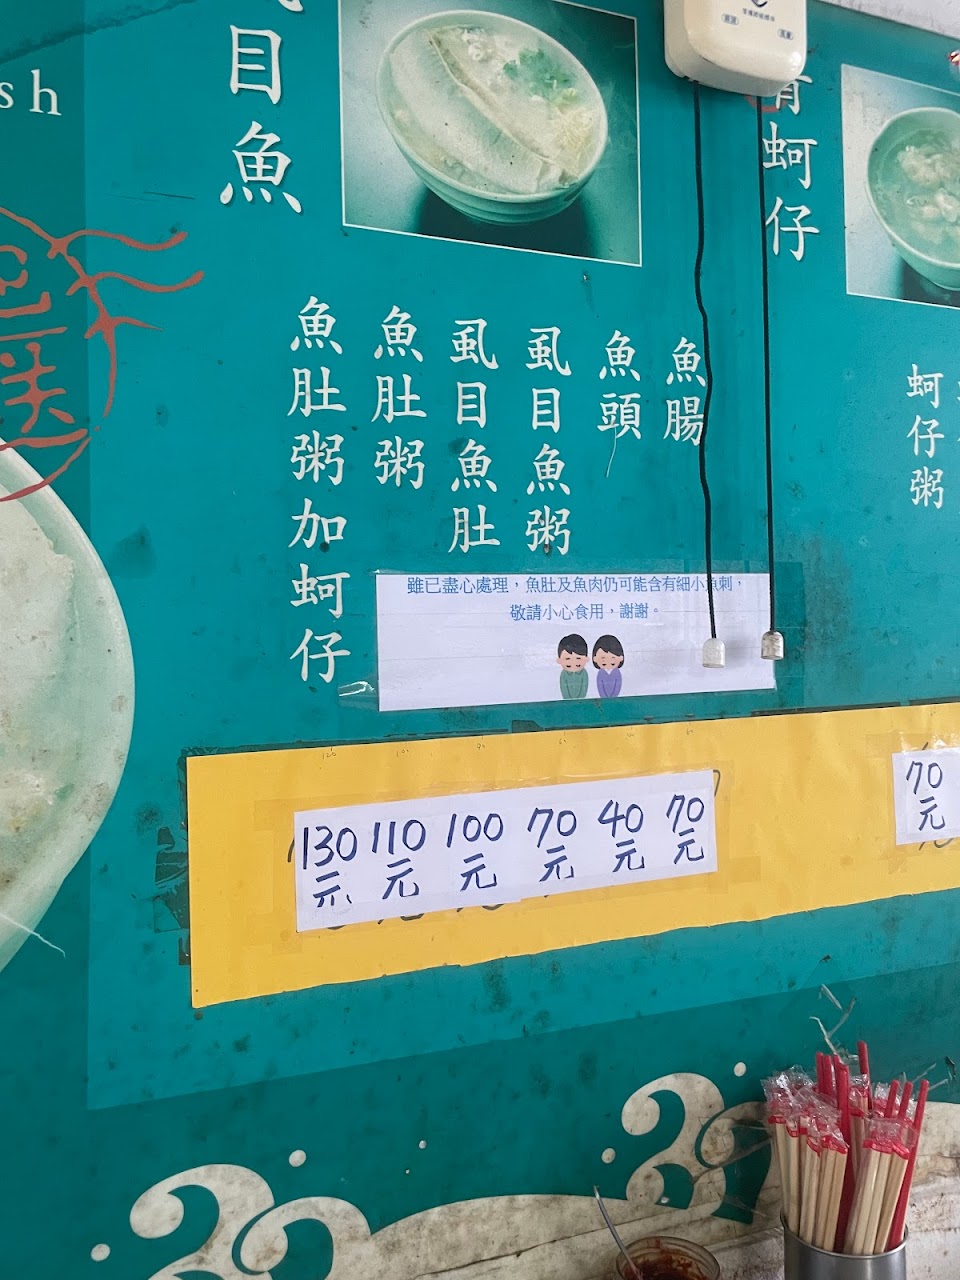 sh
虱目魚
青蚵仔
魚腸
魚頭
虱目魚粥
虱目魚肚
魚肚粥
魚肚粥加蚵仔
蚵仔粥
雖已盡心處理，魚肚及魚肉仍可能含有細小魚刺，
敬請小心食用，謝謝。
130元
110元
100元
70元
40元
70元
70元